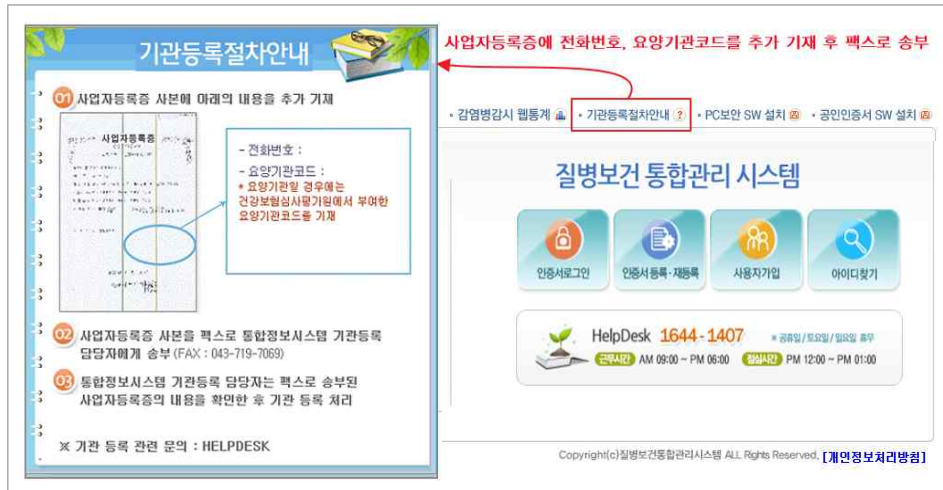 기관등록절차안내
사업자등록증에 전화번호, 요양기관코드를 추가 기재 후 팩스로 송부
01 사업자등록증 사본에 아래의 내용을 추가 기재
사업자등록증
- 전화번호 :
- 요양기관코드 :
* 요양기관일 경우에는
건강보험심사평가원에서 부여한
요양기관코드를 기재
02 사업자등록증 사본을 팩스로 통합정보시스템 기관등록
담당자에게 송부(FAX : 043-719-7069)
03 통합정보시스템 기관등록 담당자는 팩스로 송부된
사업자등록증의 내용을 확인한 후 기관 등록 처리
※ 기관 등록 관련 문의 : HELPDESK
• 감염병감시 웹통계 • 기관등록절차안내 ? • PC보안 SW 설치 • 공인인증서 SW 설치
질병보건 통합관리 시스템
인증서로그인 인증서 등록·재등록 사용자가입 아이디찾기
HelpDesk 1644-1407 * 공휴일/토요일/일요일 휴무
근무시간 AM 09:00 ~ PM 06:00 점심시간 PM 12:00 ~ PM 01:00
Copyright(c)질병보건통합관리시스템 ALL Rights Reserved. [개인정보처리방침]